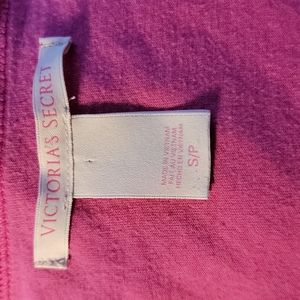 VICTORIA'S SECRET
MADE IN VIETNAM
FAIT AU VIETNAM
HECHO EN VIETNAM
S/P